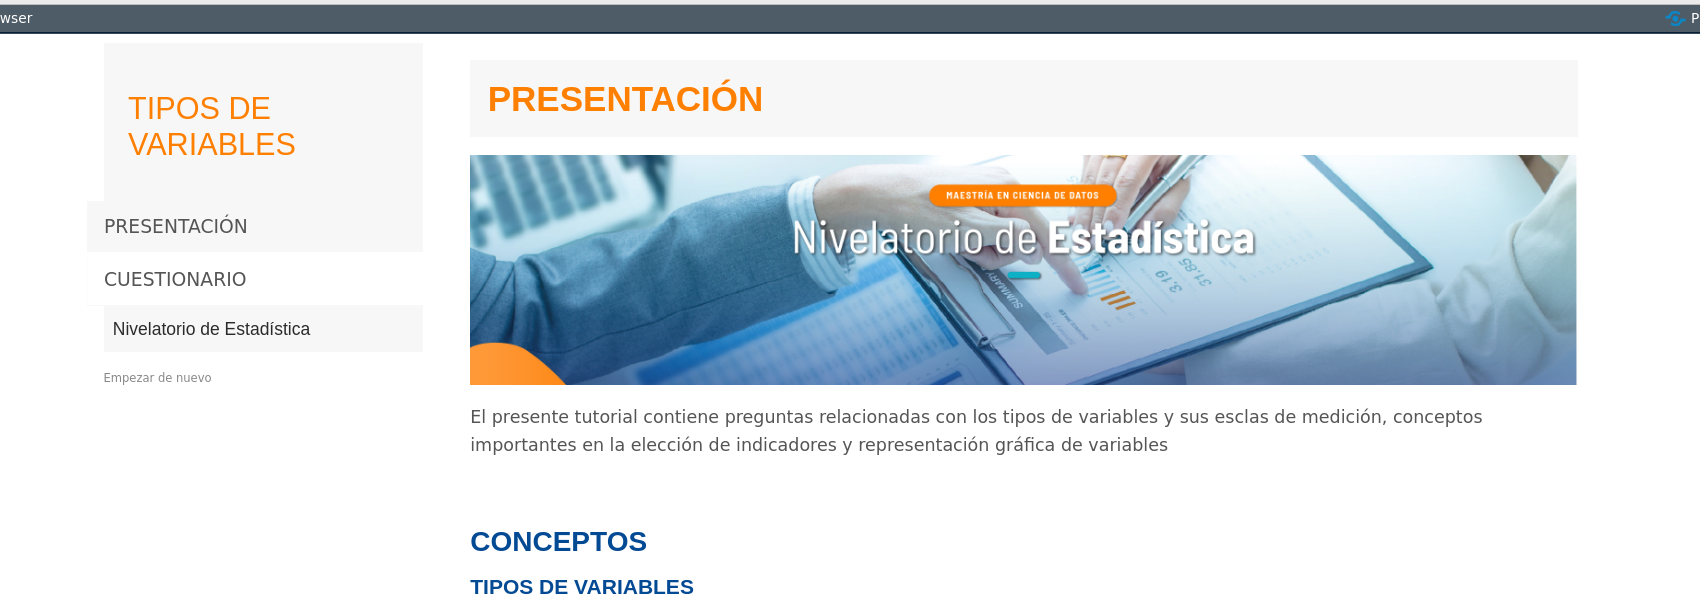 wser
P
TIPOS DE
VARIABLES
PRESENTACIÓN
CUESTIONARIO
Nivelatorio de Estadística
Empezar de nuevo
PRESENTACIÓN
MAESTRÍA EN CIENCIA DE DATOS
Nivelatorio de Estadística
SUMMARY
3.19
31.85
El presente tutorial contiene preguntas relacionadas con los tipos de variables y sus esclas de medición, conceptos
importantes en la elección de indicadores y representación gráfica de variables
CONCEPTOS
TIPOS DE VARIABLES